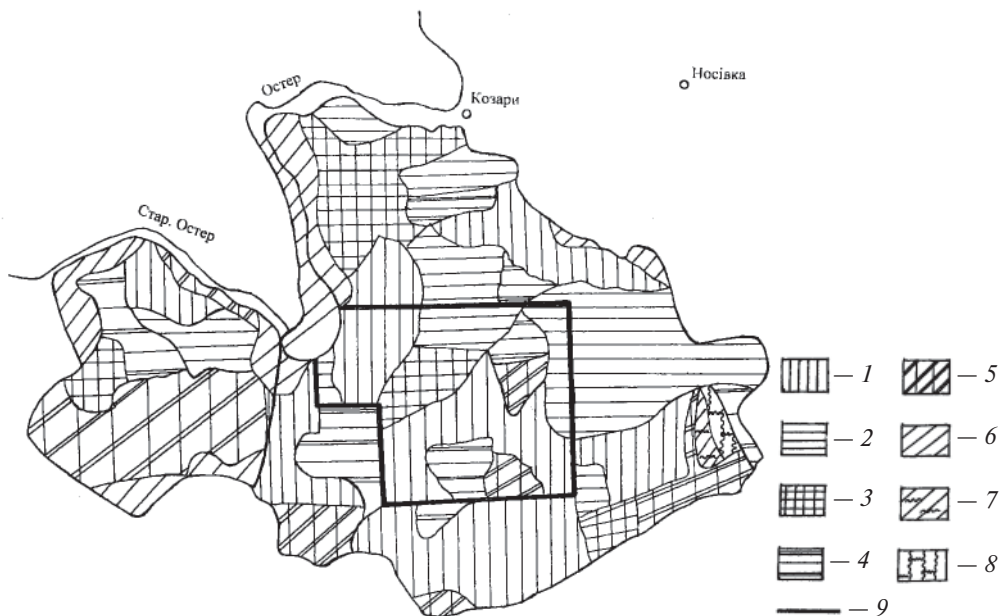 Остер
Козари
Носівка
Стар. Остер
— 1
— 5
— 2
— 6
— 3
— 7
— 4
— 8
— 9